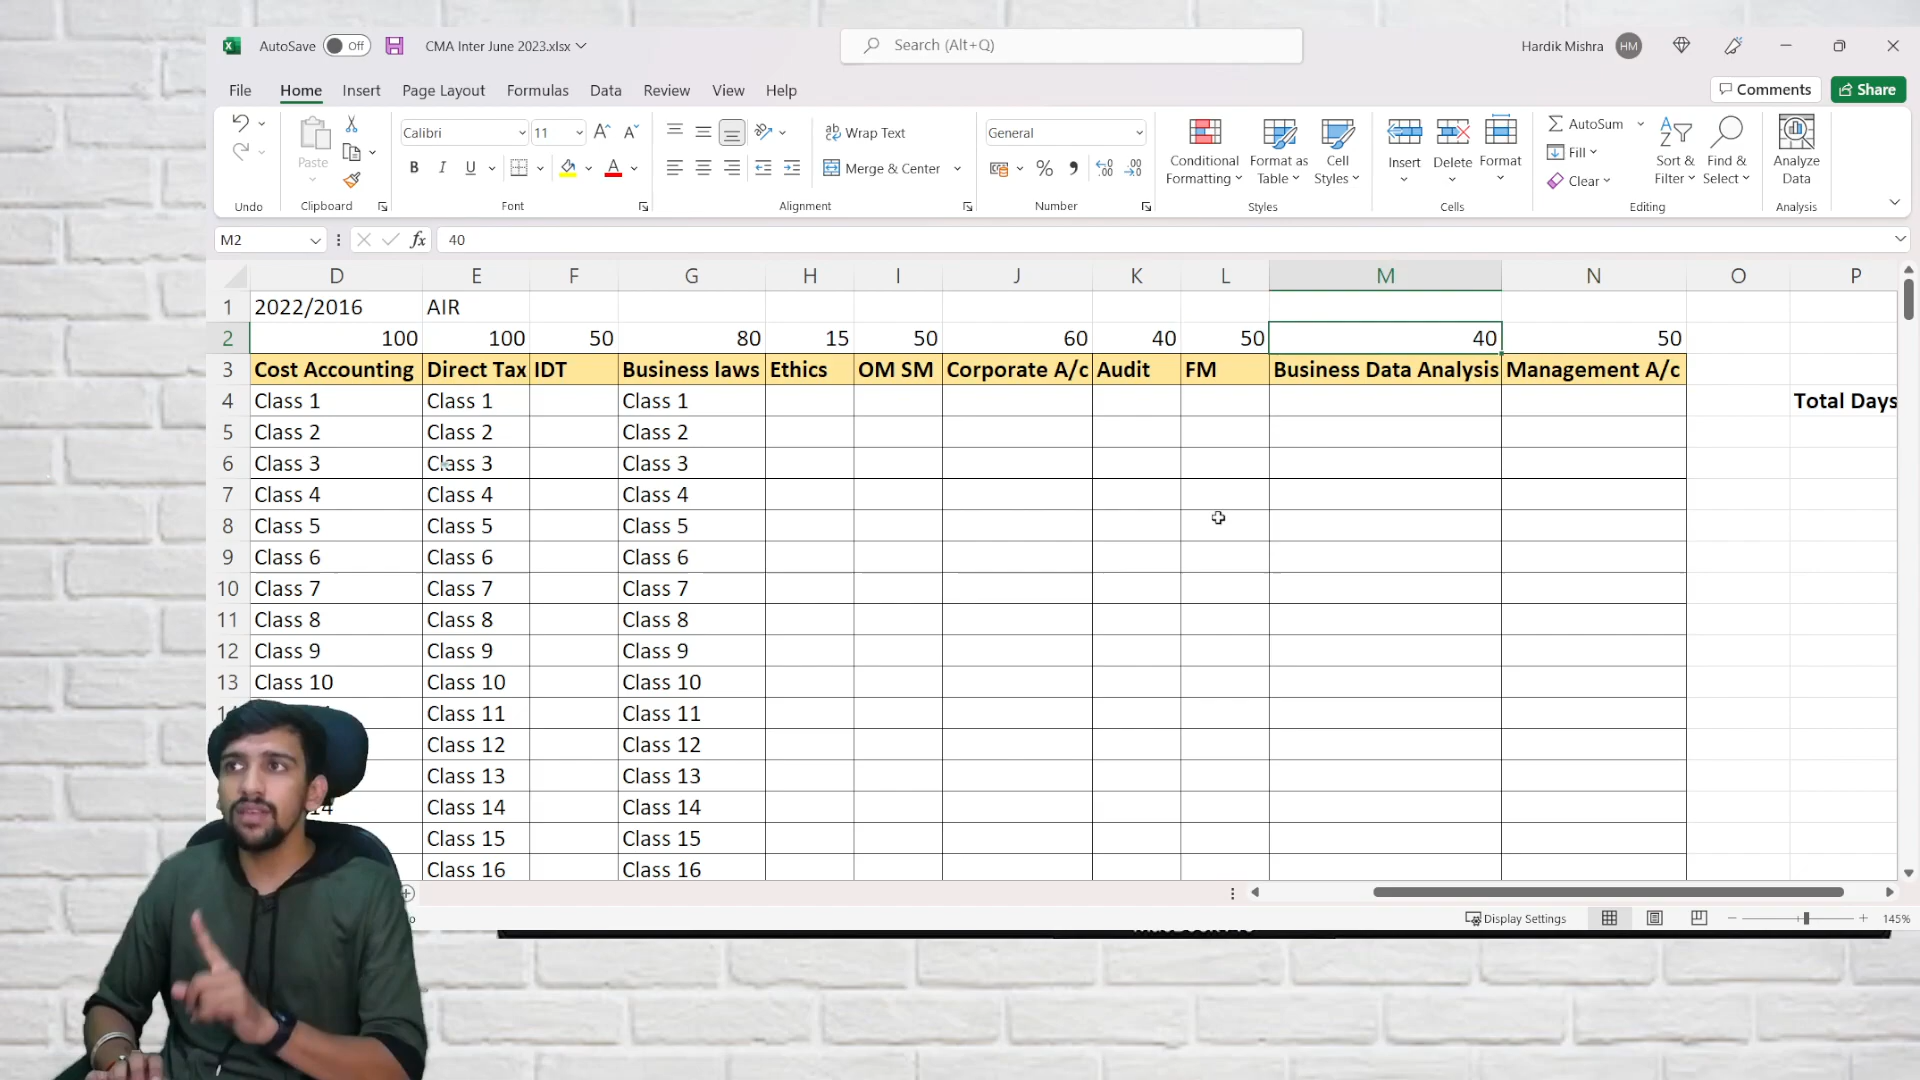 AutoSave Off CMA Inter June 2023.xlsx Search (Alt+Q) Hardik Mishra HM
File Home Insert Page Layout Formulas Data Review View Help Comments Share
Calibri 11 Wrap Text General AutoSum
Paste Conditional Formatting Format as Table Cell Styles Insert Delete Format Fill Sort & Filter Find & Select Analyze Data
B I U Merge & Center % Clear
Undo Clipboard Font Alignment Number Styles Cells Editing Analysis
M2 fx 40
D E F G H I J K L M N O P
1 2022/2016 AIR
2 100 100 50 80 15 50 60 40 50 40 50
3 Cost Accounting Direct Tax IDT Business laws Ethics OM SM Corporate A/c Audit FM Business Data Analysis Management A/c
4 Class 1 Class 1 Class 1 Total Days
5 Class 2 Class 2 Class 2
6 Class 3 Class 3 Class 3
7 Class 4 Class 4 Class 4
8 Class 5 Class 5 Class 5
9 Class 6 Class 6 Class 6
10 Class 7 Class 7 Class 7
11 Class 8 Class 8 Class 8
12 Class 9 Class 9 Class 9
13 Class 10 Class 10 Class 10
Class 11 Class 11
Class 12 Class 12
Class 13 Class 13
14 Class 14 Class 14
Class 15 Class 15
Class 16 Class 16
Display Settings 145%